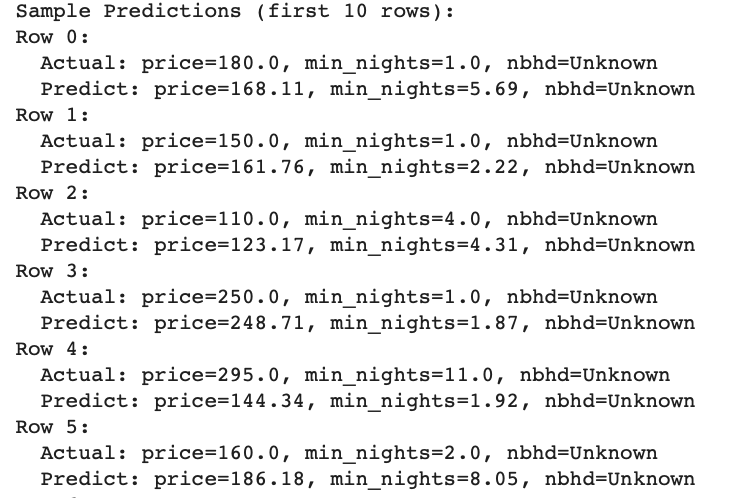 Sample Predictions (first 10 rows):
Row 0:
Actual: price=180.0, min_nights=1.0, nbhd=Unknown
Predict: price=168.11, min_nights=5.69, nbhd=Unknown
Row 1:
Actual: price=150.0, min_nights=1.0, nbhd=Unknown
Predict: price=161.76, min_nights=2.22, nbhd=Unknown
Row 2:
Actual: price=110.0, min_nights=4.0, nbhd=Unknown
Predict: price=123.17, min_nights=4.31, nbhd=Unknown
Row 3:
Actual: price=250.0, min_nights=1.0, nbhd=Unknown
Predict: price=248.71, min_nights=1.87, nbhd=Unknown
Row 4:
Actual: price=295.0, min_nights=11.0, nbhd=Unknown
Predict: price=144.34, min_nights=1.92, nbhd=Unknown
Row 5:
Actual: price=160.0, min_nights=2.0, nbhd=Unknown
Predict: price=186.18, min_nights=8.05, nbhd=Unknown